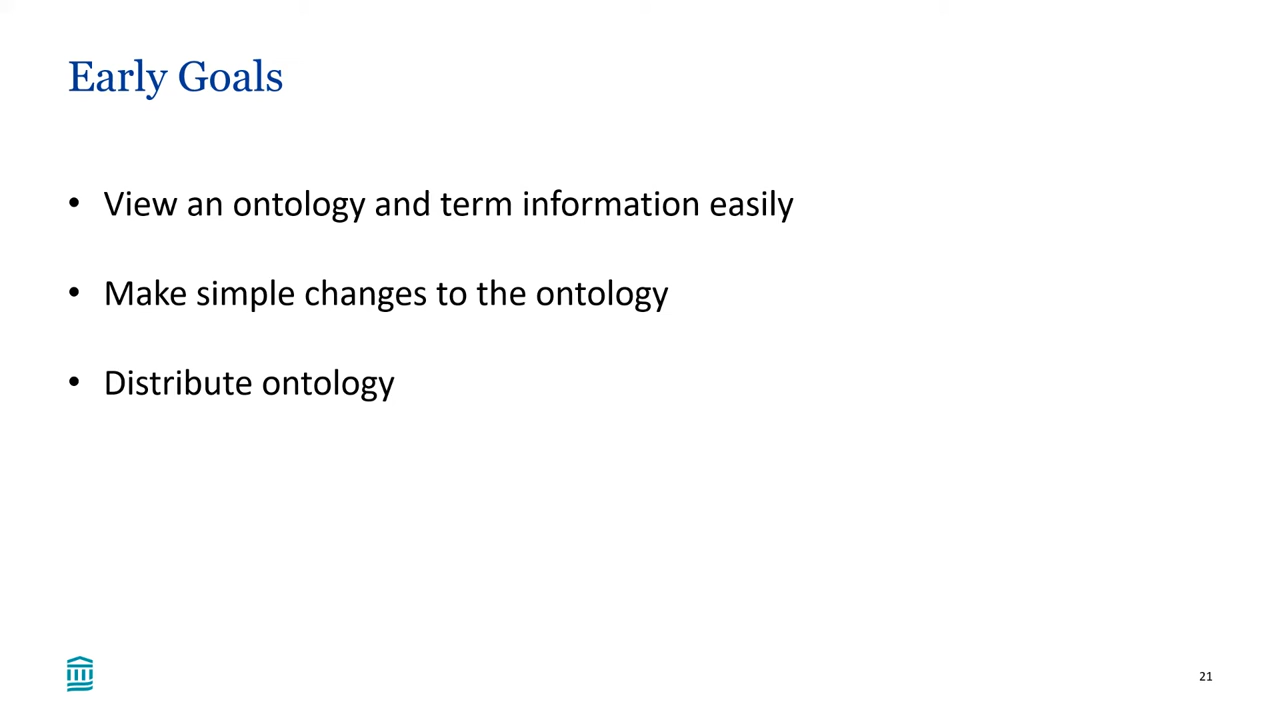 Early Goals
• View an ontology and term information easily
• Make simple changes to the ontology
• Distribute ontology
21